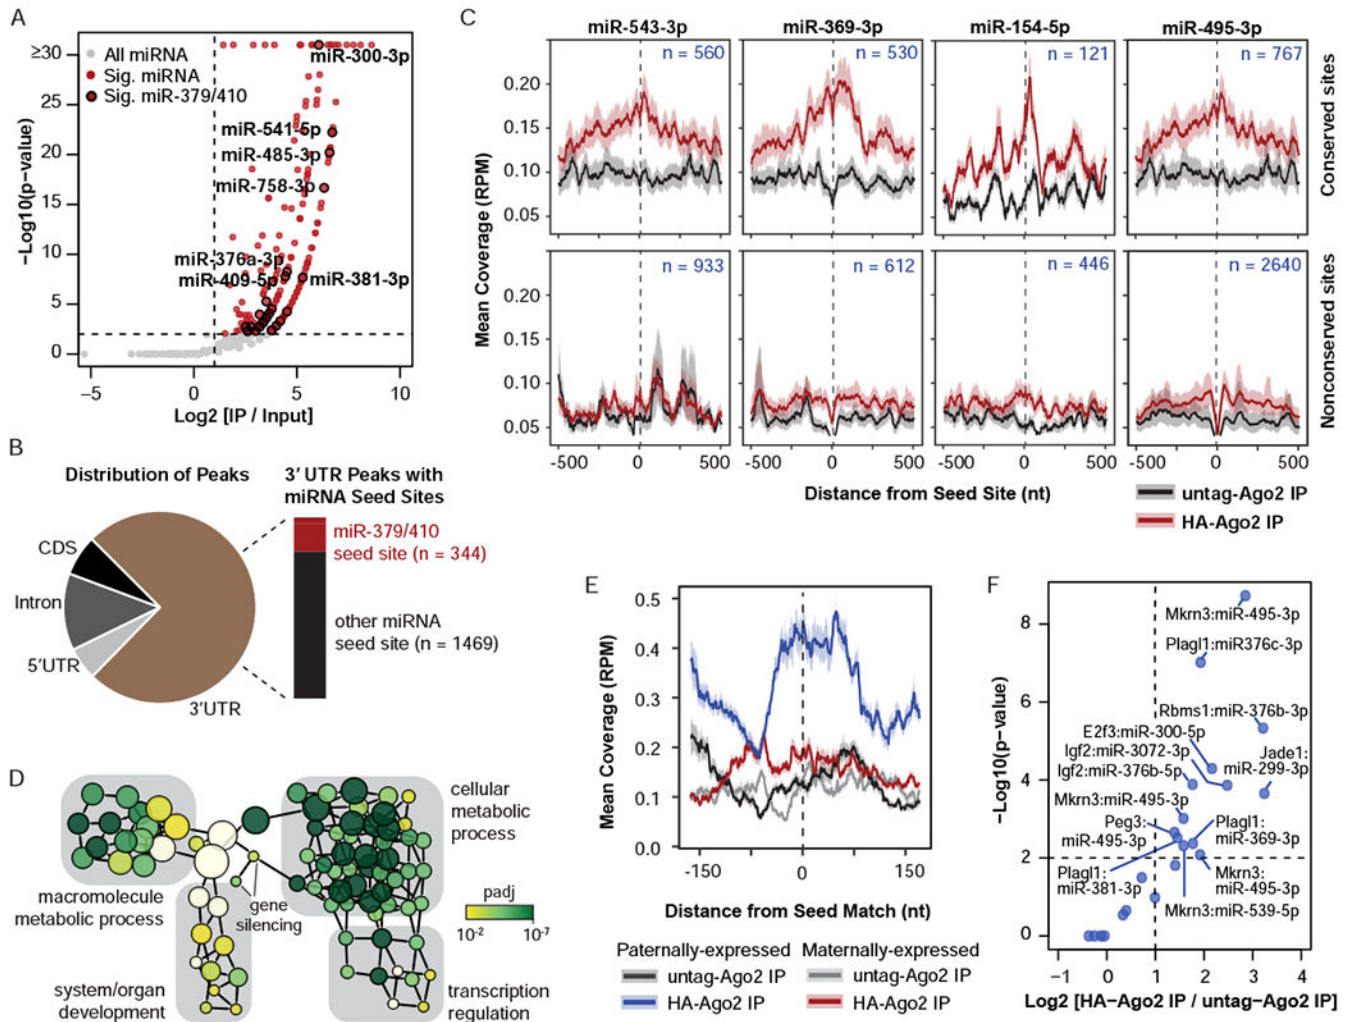 A
≥30
25
20
15
10
5
0
−Log10(p-value)
All miRNA
Sig. miRNA
Sig. miR-379/410
miR-300-3p
miR-541-5p
miR-485-3p
miR-758-3p
miR-376a-3p
miR-409-5p
miR-381-3p
−5
0
5
10
Log2 [IP / Input]
B
Distribution of Peaks
3′ UTR Peaks with
miRNA Seed Sites
CDS
Intron
5′UTR
3′UTR
miR-379/410
seed site (n = 344)
other miRNA
seed site (n = 1469)
C
miR-543-3p
miR-369-3p
miR-154-5p
miR-495-3p
n = 560
n = 530
n = 121
n = 767
0.20
0.15
0.10
0.05
Conserved sites
Mean Coverage (RPM)
n = 933
n = 612
n = 446
n = 2640
0.20
0.10
0.05
Nonconserved sites
-500
0
500
-500
0
500
-500
0
500
-500
0
500
Distance from Seed Site (nt)
untag-Ago2 IP
HA-Ago2 IP
D
cellular
metabolic
process
macromolecule
metabolic process
gene
silencing
padj
10-2
10-7
system/organ
development
transcription
regulation
E
0.5
0.4
0.3
0.2
0.1
0.0
Mean Coverage (RPM)
-150
0
150
Distance from Seed Match (nt)
Paternally-expressed
Maternally-expressed
untag-Ago2 IP
untag-Ago2 IP
HA-Ago2 IP
HA-Ago2 IP
F
8
6
4
2
0
−Log10(p−value)
Mkrn3:miR-495-3p
Plagl1:miR376c-3p
Rbms1:miR-376b-3p
E2f3:miR-300-5p
Igf2:miR-3072-3p
Jade1:
miR-299-3p
Igf2:miR-376b-5p
Mkrn3:miR-495-3p
Peg3:
miR-495-3p
Plagl1:
miR-369-3p
Plagl1:
miR-381-3p
Mkrn3:
miR-495-3p
Mkrn3:miR-539-5p
−1
0
1
2
3
4
Log2 [HA−Ago2 IP / untag−Ago2 IP]